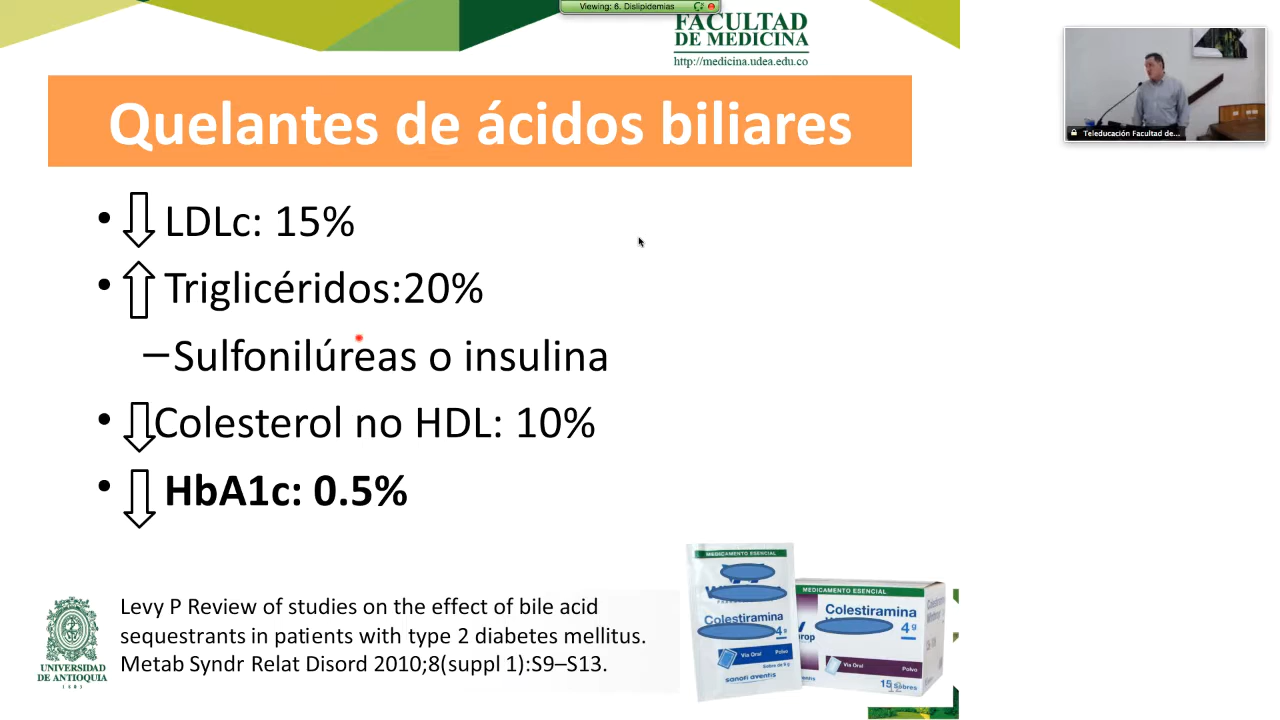 Viewing: 6. Dislipidemias
FACULTAD
DE MEDICINA
http://medicina.udea.edu.co
Teleducación Facultad de...
Quelantes de ácidos biliares
• LDLc: 15%
• Triglicéridos:20%
–Sulfonilúreas o insulina
• Colesterol no HDL: 10%
• HbA1c: 0.5%
Levy P Review of studies on the effect of bile acid
sequestrants in patients with type 2 diabetes mellitus.
Metab Syndr Relat Disord 2010;8(suppl 1):S9–S13.
UNIVERSIDAD
DE ANTIOQUIA
1803
MEDICAMENTO ESENCIAL
Colestiramina
4g
Vía Oral Polvo
sanofi aventis
MEDICAMENTO ESENCIAL
Colestiramina
4g
Vía Oral Polvo
15 Sobres